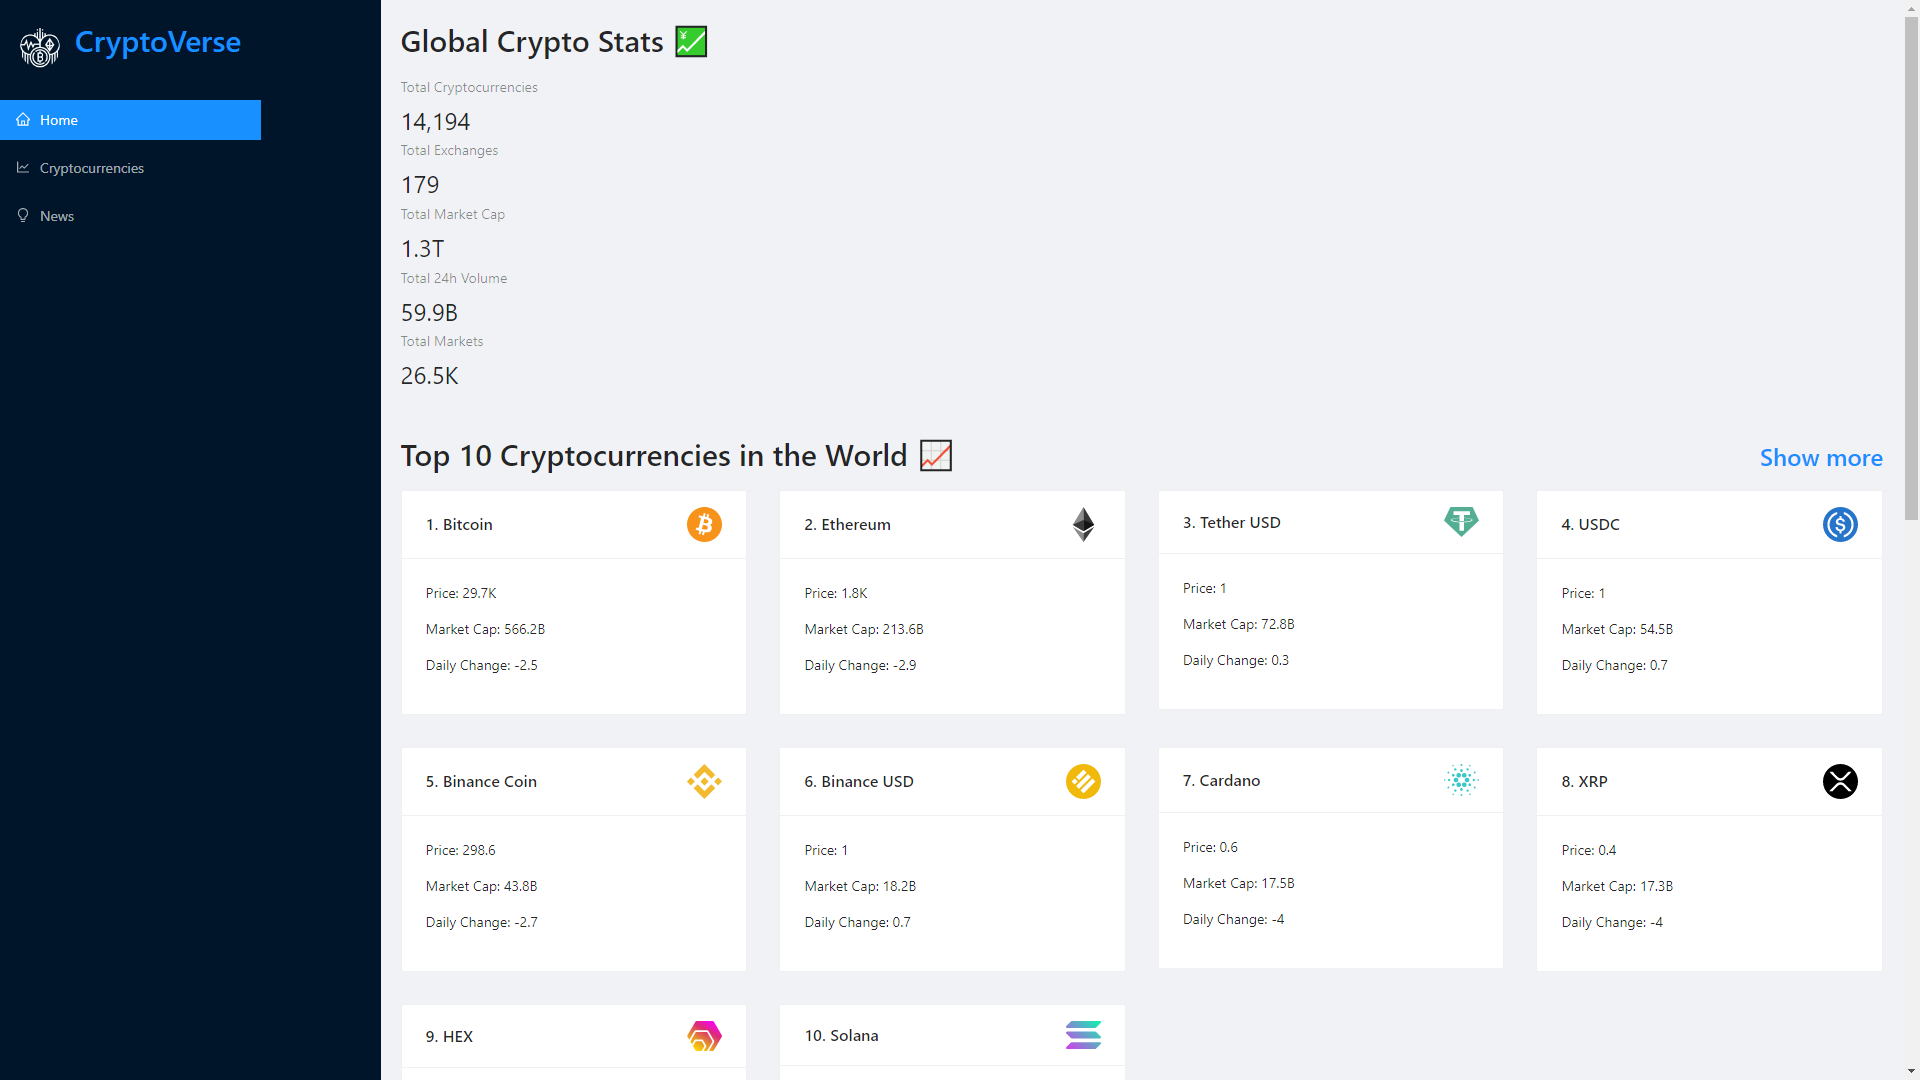 CryptoVerse
Home
Cryptocurrencies
News
Global Crypto Stats 💹
Total Cryptocurrencies
14,194
Total Exchanges
179
Total Market Cap
1.3T
Total 24h Volume
59.9B
Total Markets
26.5K
Top 10 Cryptocurrencies in the World 📈
Show more
1. Bitcoin
Price: 29.7K
Market Cap: 566.2B
Daily Change: -2.5
2. Ethereum
Price: 1.8K
Market Cap: 213.6B
Daily Change: -2.9
3. Tether USD
Price: 1
Market Cap: 72.8B
Daily Change: 0.3
4. USDC
Price: 1
Market Cap: 54.5B
Daily Change: 0.7
5. Binance Coin
Price: 298.6
Market Cap: 43.8B
Daily Change: -2.7
6. Binance USD
Price: 1
Market Cap: 18.2B
Daily Change: 0.7
7. Cardano
Price: 0.6
Market Cap: 17.5B
Daily Change: -4
8. XRP
Price: 0.4
Market Cap: 17.3B
Daily Change: -4
9. HEX
10. Solana